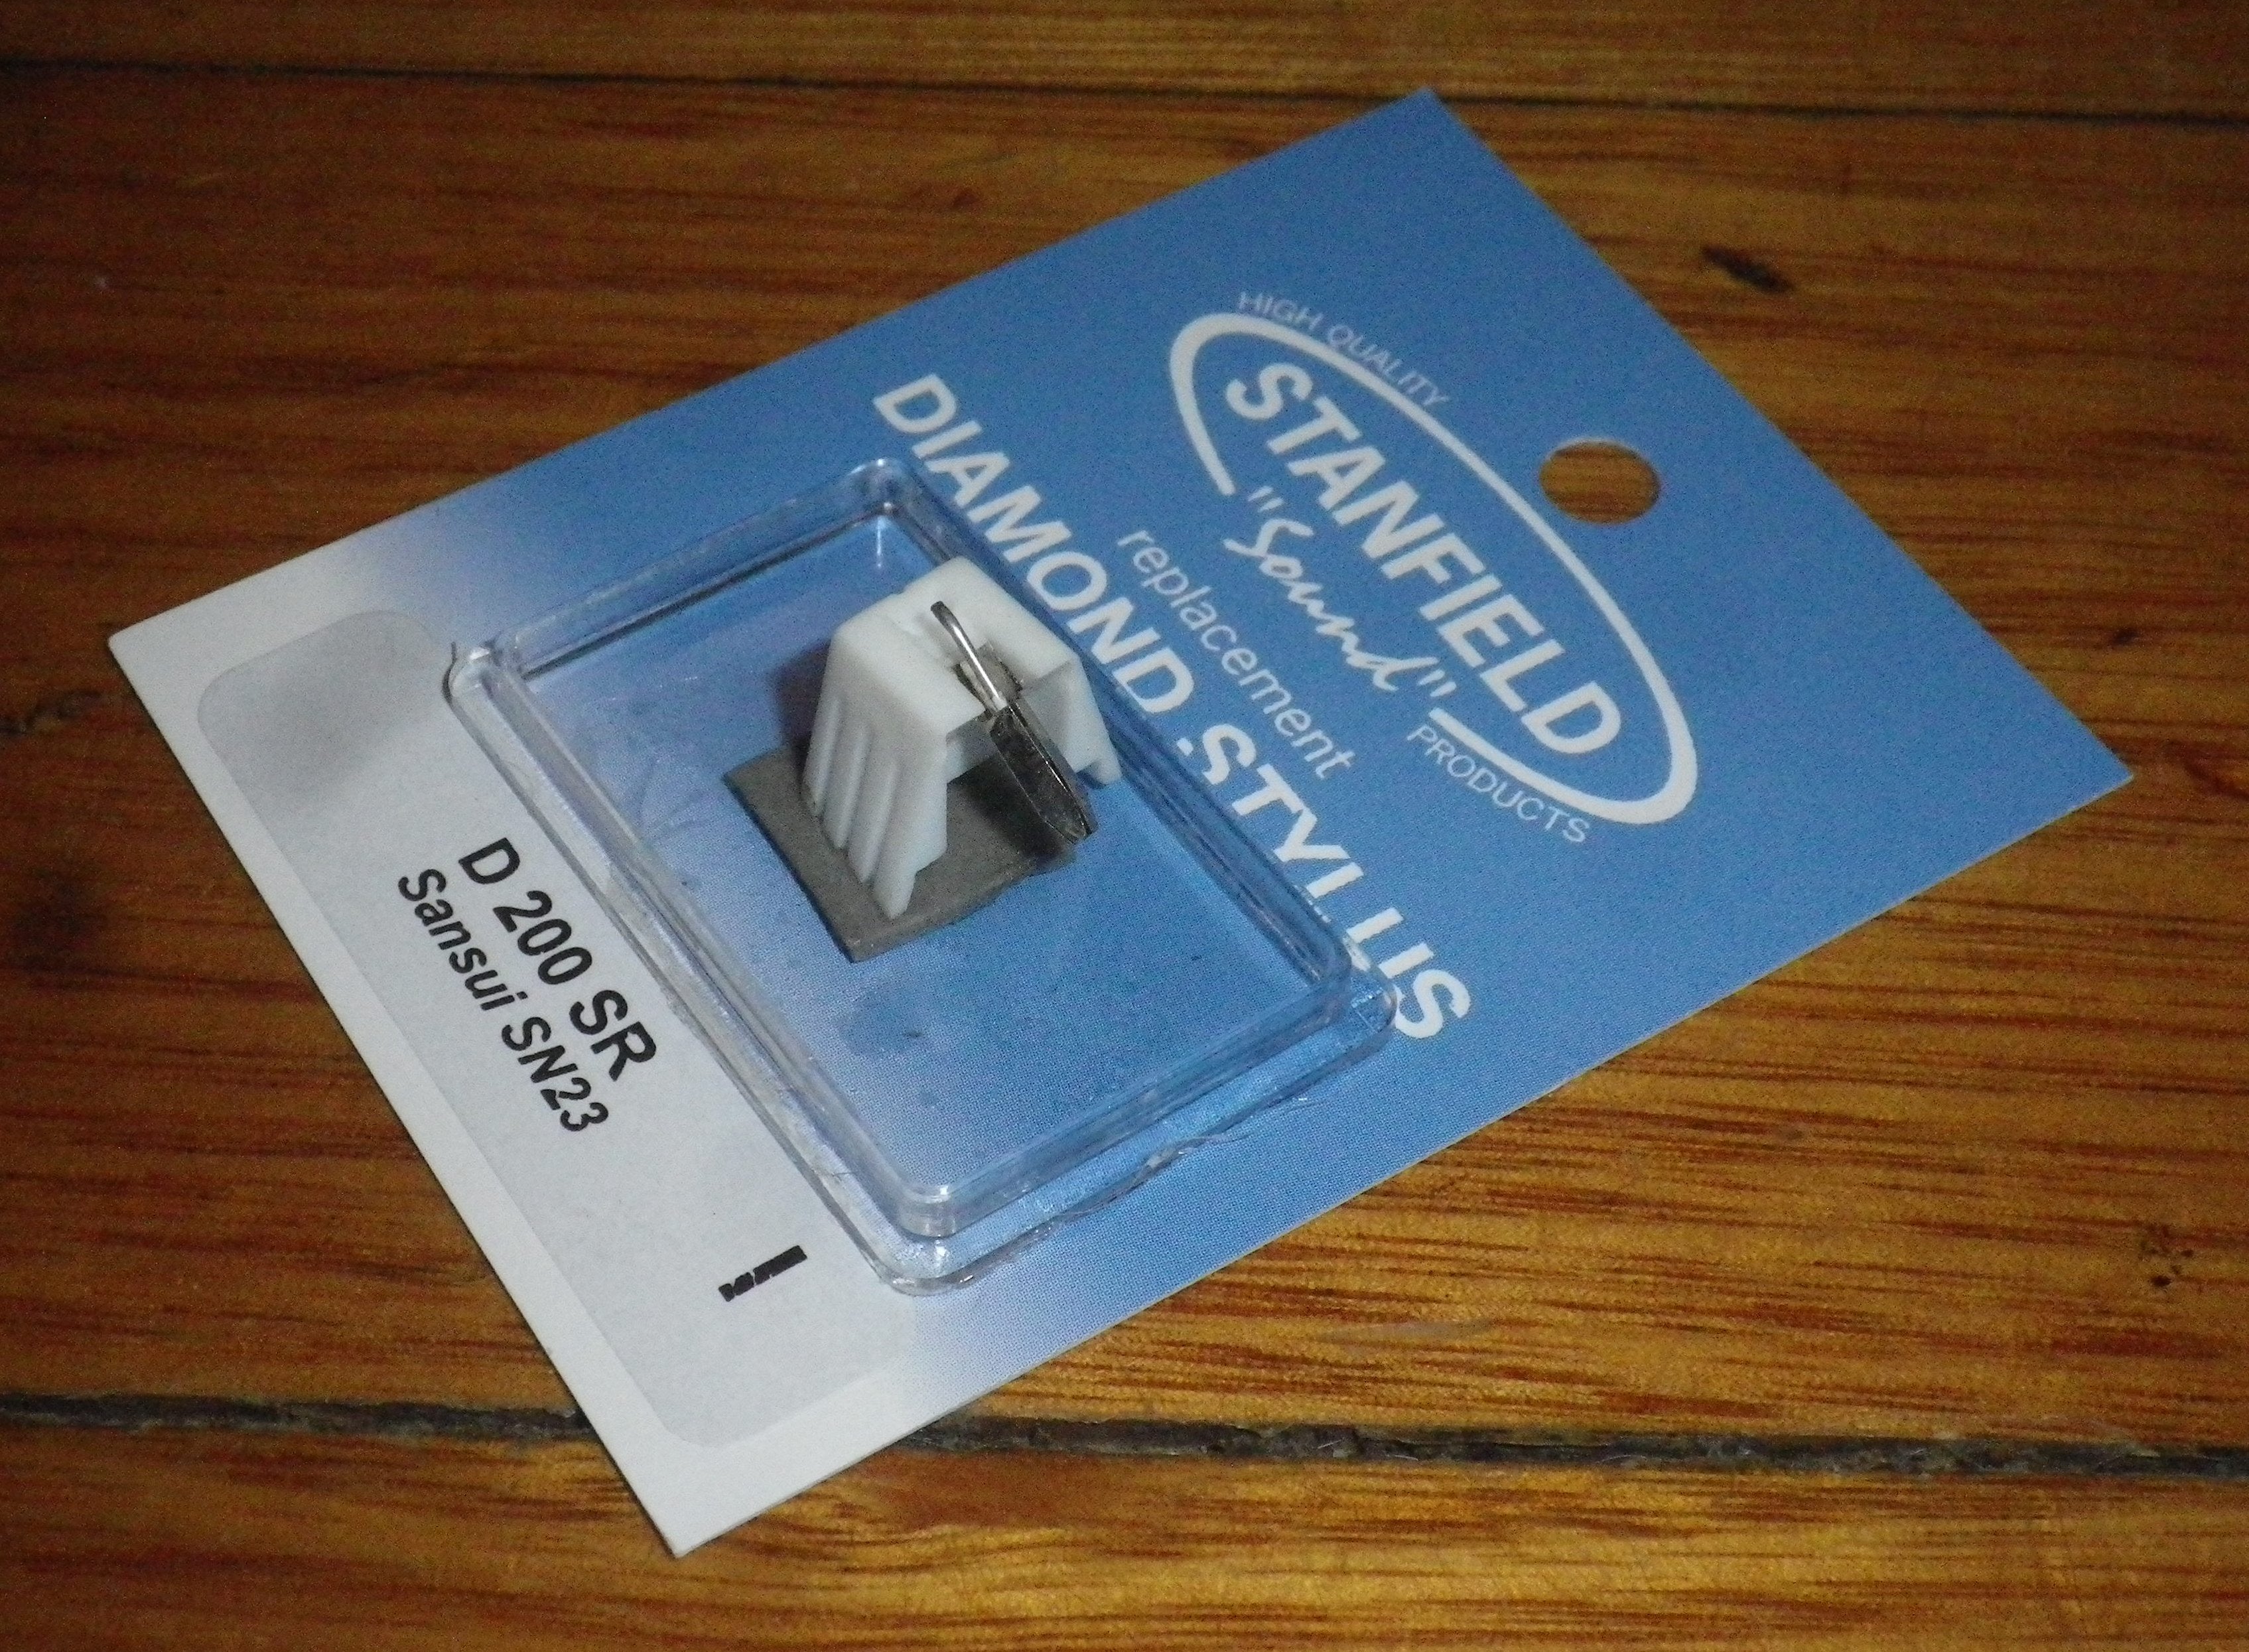 HIGH QUALITY
STANFIELD
"Sound"
PRODUCTS
replacement
DIAMOND STYLUS
D 200 SR
Sansui SN23